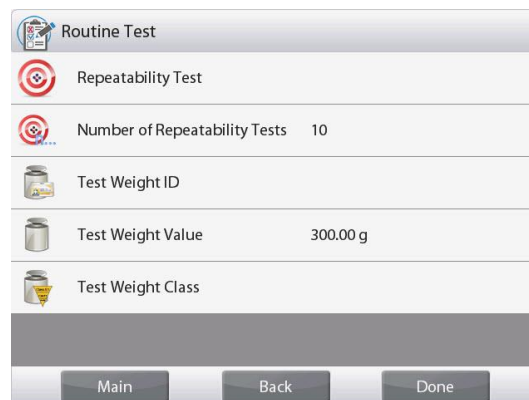 Routine Test
Repeatability Test
Number of Repeatability Tests 10
Test Weight ID
Test Weight Value 300.00 g
Test Weight Class
Main Back Done